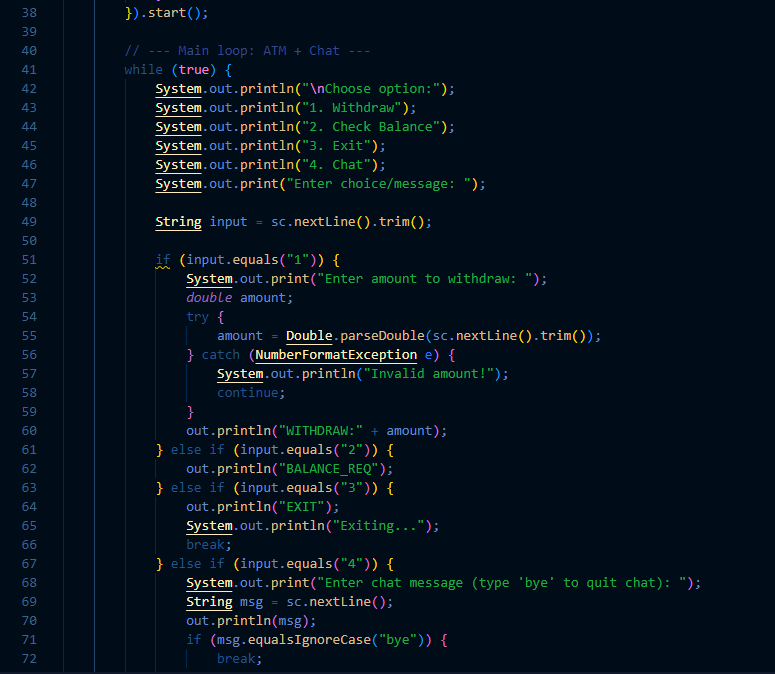 38 }).start();
39
40 // --- Main loop: ATM + Chat ---
41 while (true) {
42 System.out.println("\nChoose option:");
43 System.out.println("1. Withdraw");
44 System.out.println("2. Check Balance");
45 System.out.println("3. Exit");
46 System.out.println("4. Chat");
47 System.out.print("Enter choice/message: ");
48
49 String input = sc.nextLine().trim();
50
51 if (input.equals("1")) {
52 System.out.print("Enter amount to withdraw: ");
53 double amount;
54 try {
55 amount = Double.parseDouble(sc.nextLine().trim());
56 } catch (NumberFormatException e) {
57 System.out.println("Invalid amount!");
58 continue;
59 }
60 out.println("WITHDRAW:" + amount);
61 } else if (input.equals("2")) {
62 out.println("BALANCE_REQ");
63 } else if (input.equals("3")) {
64 out.println("EXIT");
65 System.out.println("Exiting...");
66 break;
67 } else if (input.equals("4")) {
68 System.out.print("Enter chat message (type 'bye' to quit chat): ");
69 String msg = sc.nextLine();
70 out.println(msg);
71 if (msg.equalsIgnoreCase("bye")) {
72 break;